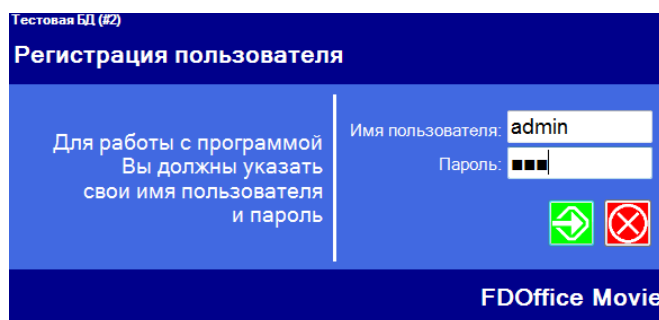 Тестовая БД (#2)
Регистрация пользователя
Для работы с программой
Вы должны указать
свои имя пользователя
и пароль
Имя пользователя: admin
Пароль: ■■■
FDOffice Movie